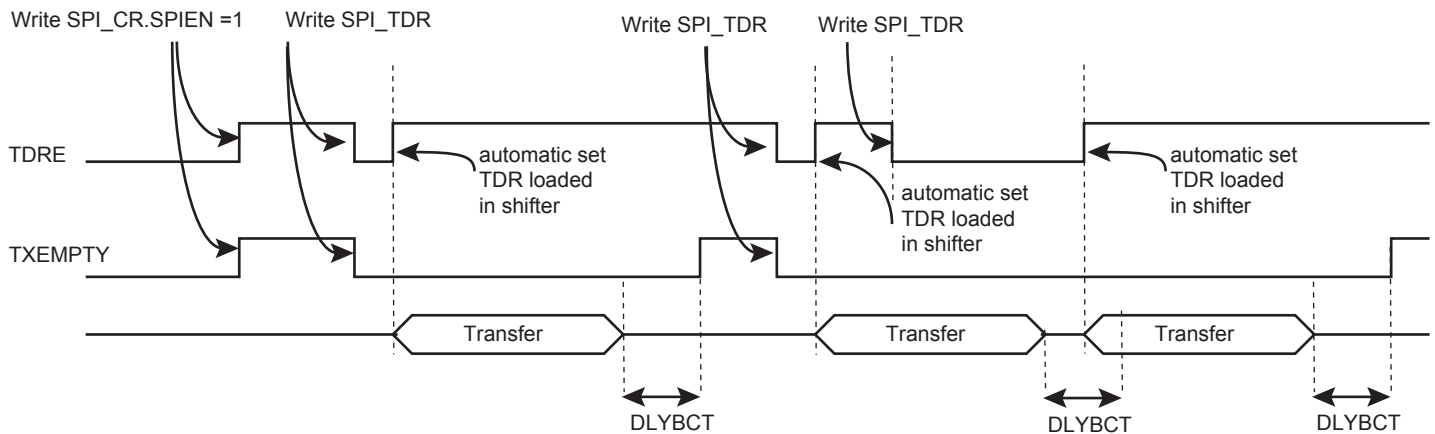 Write SPI_CR.SPIEN =1
Write SPI_TDR
Write SPI_TDR
Write SPI_TDR
TDRE
automatic set
TDR loaded
in shifter
automatic set
TDR loaded
in shifter
automatic set
TDR loaded
in shifter
TXEMPTY
Transfer
Transfer
Transfer
DLYBCT
DLYBCT
DLYBCT